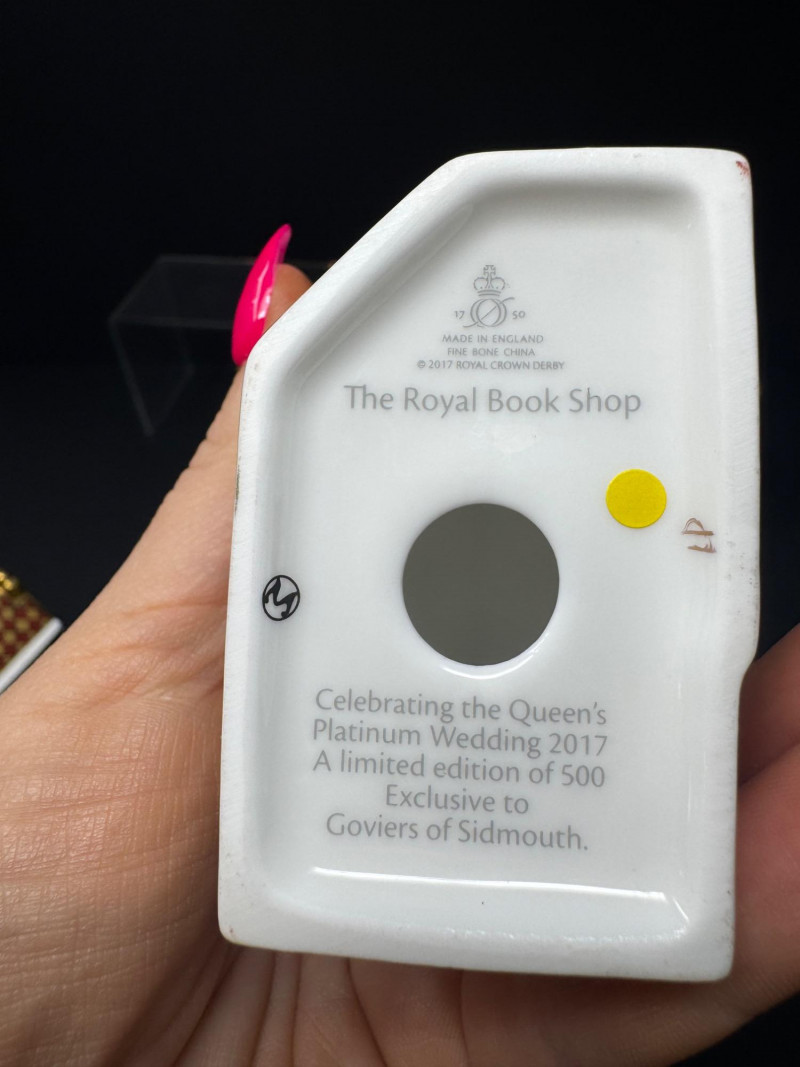 17 50
MADE IN ENGLAND
FINE BONE CHINA
© 2017 ROYAL CROWN DERBY
The Royal Book Shop
Celebrating the Queen's
Platinum Wedding 2017
A limited edition of 500
Exclusive to
Goviers of Sidmouth.